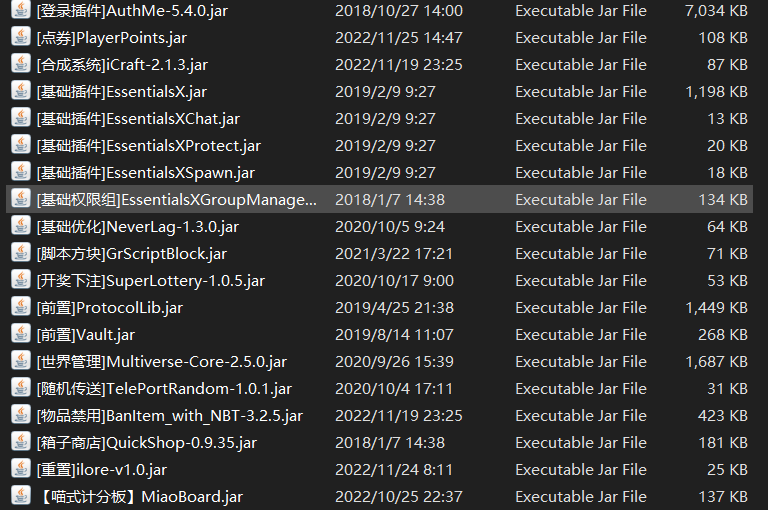 [登录插件]AuthMe-5.4.0.jar 2018/10/27 14:00 Executable Jar File 7,034 KB
[点券]PlayerPoints.jar 2022/11/25 14:47 Executable Jar File 108 KB
[合成系统]iCraft-2.1.3.jar 2022/11/19 23:25 Executable Jar File 87 KB
[基础插件]EssentialsX.jar 2019/2/9 9:27 Executable Jar File 1,198 KB
[基础插件]EssentialsXChat.jar 2019/2/9 9:27 Executable Jar File 13 KB
[基础插件]EssentialsXProtect.jar 2019/2/9 9:27 Executable Jar File 20 KB
[基础插件]EssentialsXSpawn.jar 2019/2/9 9:27 Executable Jar File 18 KB
[基础权限组]EssentialsXGroupManage... 2018/1/7 14:38 Executable Jar File 134 KB
[基础优化]NeverLag-1.3.0.jar 2020/10/5 9:24 Executable Jar File 64 KB
[脚本方块]GrScriptBlock.jar 2021/3/22 17:21 Executable Jar File 71 KB
[开奖下注]SuperLottery-1.0.5.jar 2020/10/17 9:00 Executable Jar File 53 KB
[前置]ProtocolLib.jar 2019/4/25 21:38 Executable Jar File 1,449 KB
[前置]Vault.jar 2019/8/14 11:07 Executable Jar File 268 KB
[世界管理]Multiverse-Core-2.5.0.jar 2020/9/26 15:39 Executable Jar File 1,687 KB
[随机传送]TelePortRandom-1.0.1.jar 2020/10/4 17:11 Executable Jar File 31 KB
[物品禁用]BanItem_with_NBT-3.2.5.jar 2022/11/19 23:25 Executable Jar File 423 KB
[箱子商店]QuickShop-0.9.35.jar 2018/1/7 14:38 Executable Jar File 181 KB
[重置]ilore-v1.0.jar 2022/11/24 8:11 Executable Jar File 25 KB
【喵式计分板】MiaoBoard.jar 2022/10/25 22:37 Executable Jar File 137 KB